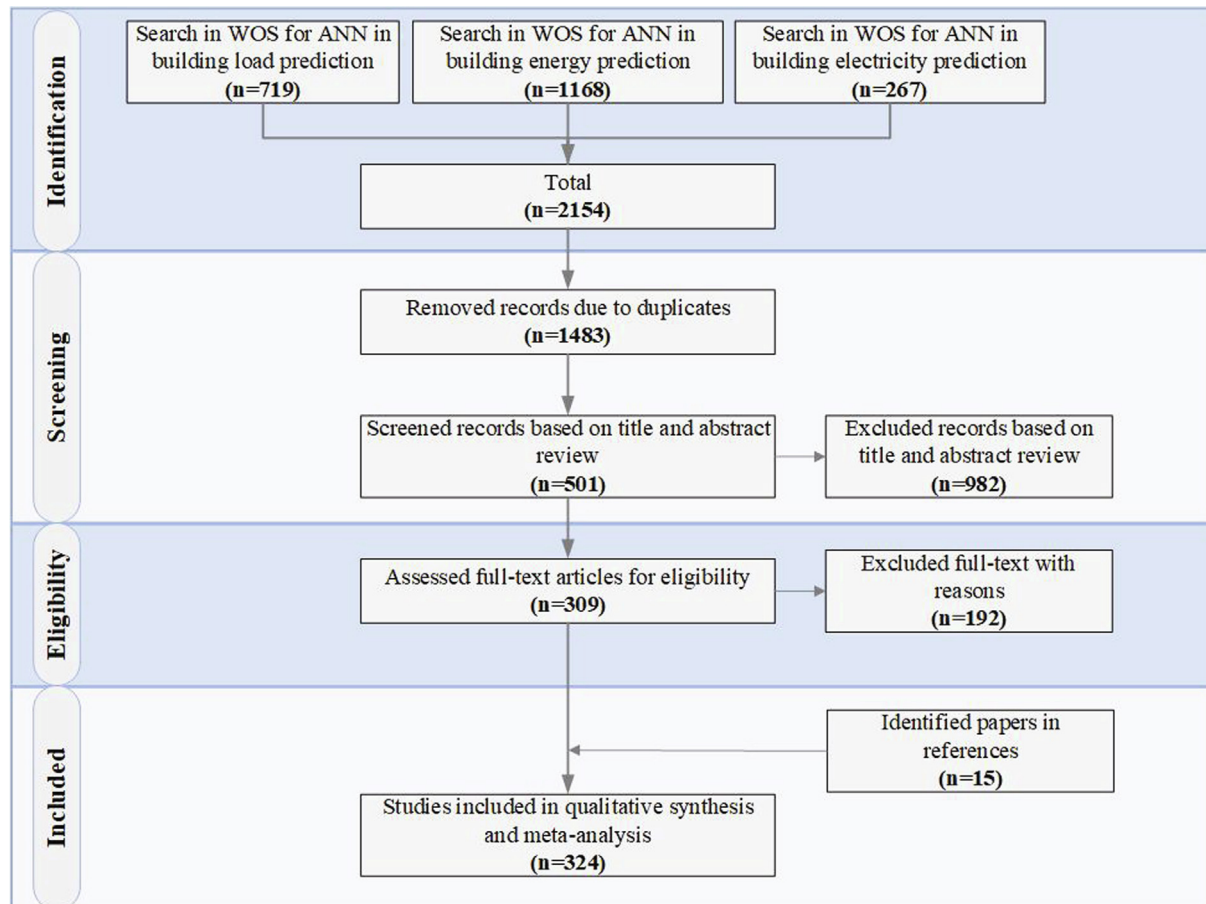 Identification
Search in WOS for ANN in
building load prediction
(n=719)
Search in WOS for ANN in
building energy prediction
(n=1168)
Search in WOS for ANN in
building electricity prediction
(n=267)
Total
(n=2154)
Screening
Removed records due to duplicates
(n=1483)
Screened records based on title and abstract
review
(n=501)
Excluded records based on
title and abstract review
(n=982)
Eligibility
Assessed full-text articles for eligibility
(n=309)
Excluded full-text with
reasons
(n=192)
Included
Identified papers in
references
(n=15)
Studies included in qualitative synthesis
and meta-analysis
(n=324)